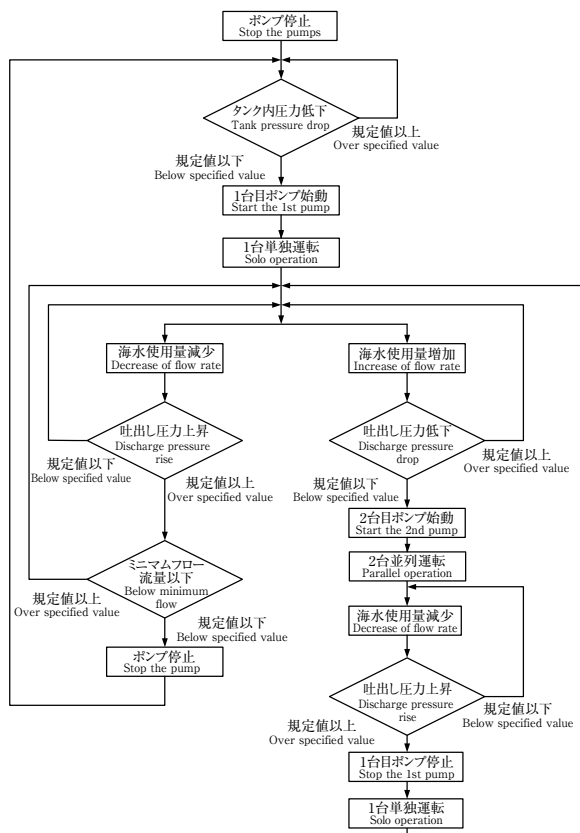 ポンプ停止
Stop the pumps
タンク内圧力低下
Tank pressure drop
規定値以上
Over specified value
規定値以下
Below specified value
1台目ポンプ始動
Start the 1st pump
1台単独運転
Solo operation
海水使用量減少
Decrease of flow rate
海水使用量増加
Increase of flow rate
吐出し圧力上昇
Discharge pressure
rise
規定値以下
Below specified value
規定値以上
Over specified value
吐出し圧力低下
Discharge pressure
drop
規定値以上
Over specified value
規定値以下
Below specified value
2台目ポンプ始動
Start the 2nd pump
2台並列運転
Parallel operation
ミニマムフロー
流量以下
Below minimum
flow
規定値以上
Over specified value
規定値以下
Below specified value
ポンプ停止
Stop the pump
海水使用量減少
Decrease of flow rate
吐出し圧力上昇
Discharge pressure
rise
規定値以上
Over specified value
規定値以下
Below specified value
1台目ポンプ停止
Stop the 1st pump
1台単独運転
Solo operation